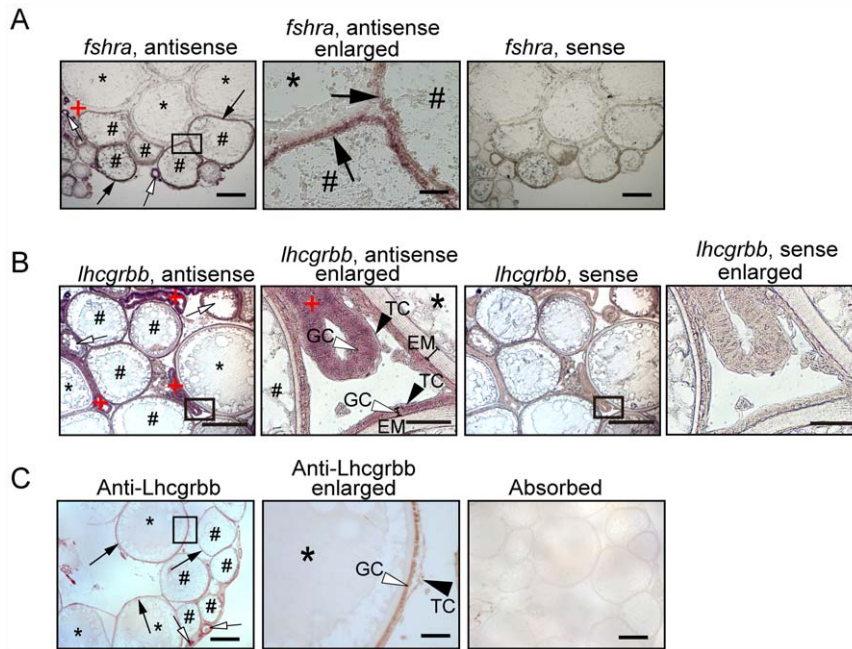 A
fshra, antisense
fshra, antisense
enlarged
fshra, sense
*
*
*
+
#
#
#
#
#
*
#
#
B
lhcgrbb, antisense
lhcgrbb, antisense
enlarged
lhcgrbb, sense
lhcgrbb, sense
enlarged
+
#
#
*
*
#
+
+
#
+
TC
*
GC
EM
#
TC
GC
EM
C
Anti-Lhcgrbb
Anti-Lhcgrbb
enlarged
Absorbed
*
#
#
#
#
#
*
*
*
GC
TC